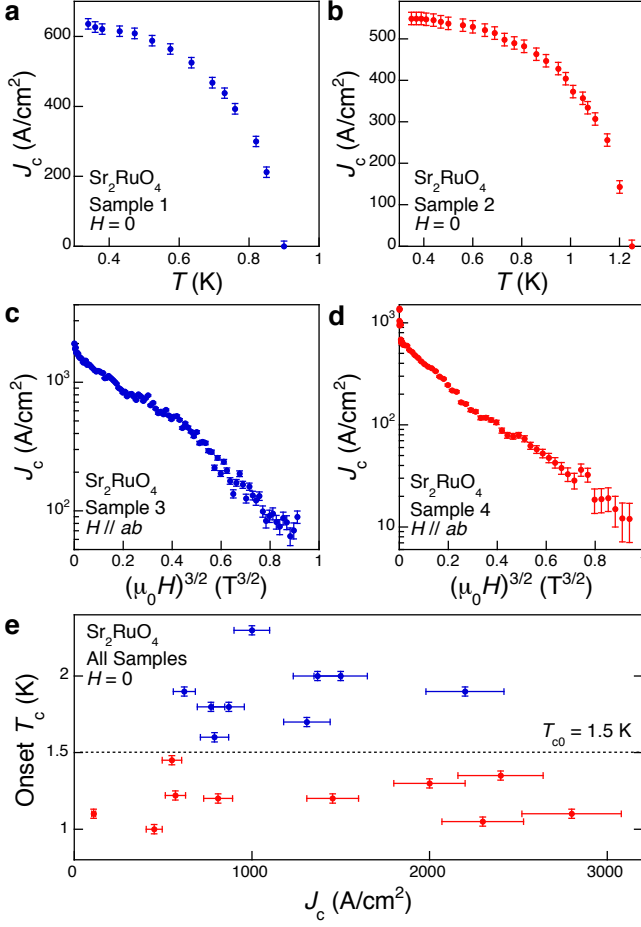 a
600
400
200
0
J_c (A/cm²)
Sr₂RuO₄
Sample 1
H = 0
0.4 0.6 0.8 1
T (K)
b
500
400
300
200
100
0
J_c (A/cm²)
Sr₂RuO₄
Sample 2
H = 0
0.4 0.6 0.8 1 1.2
T (K)
c
10³
10²
J_c (A/cm²)
Sr₂RuO₄
Sample 3
H // ab
0 0.2 0.4 0.6 0.8 1
(μ₀H)^3/2 (T^3/2)
d
10³
10²
10
J_c (A/cm²)
Sr₂RuO₄
Sample 4
H // ab
0 0.2 0.4 0.6 0.8
(μ₀H)^3/2 (T^3/2)
e
Sr₂RuO₄
All Samples
H = 0
2
1.5
1
Onset T_c (K)
T_c0 = 1.5 K
0 1000 2000 3000
J_c (A/cm²)